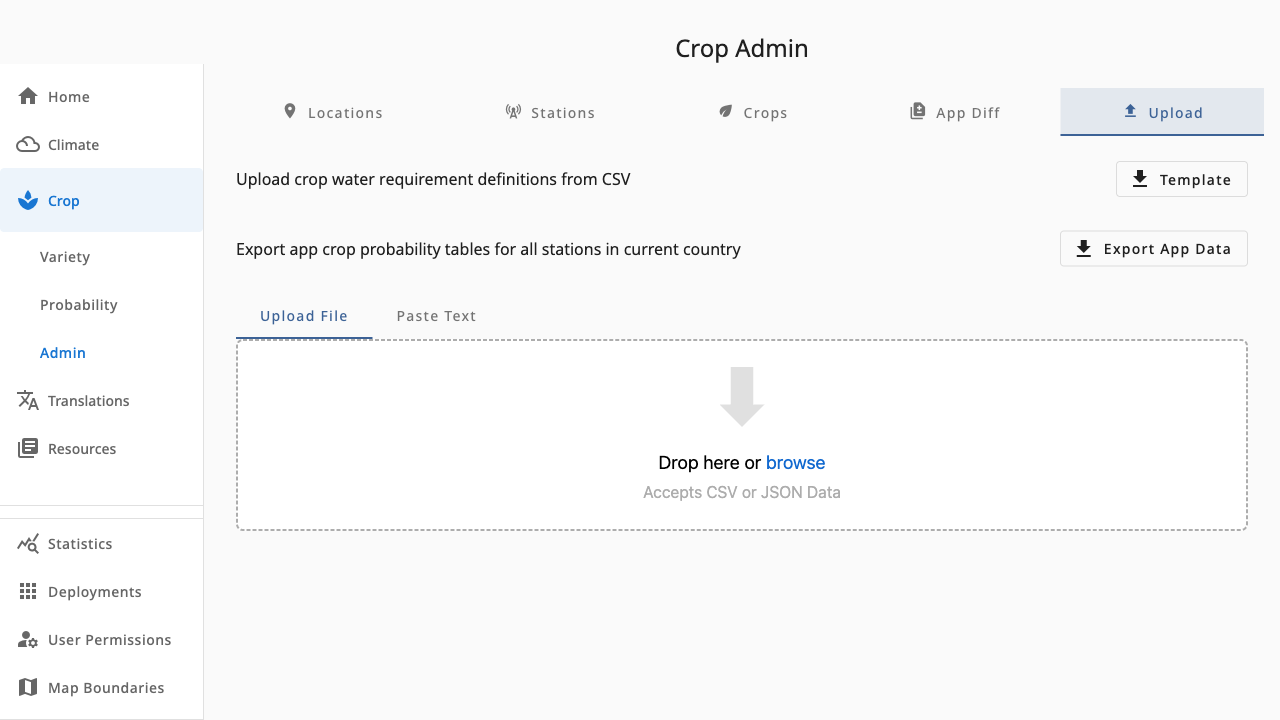 Crop Admin
Home
Climate
Crop
Variety
Probability
Admin
Translations
Resources
Statistics
Deployments
User Permissions
Map Boundaries
Locations
Stations
Crops
App Diff
Upload
Upload crop water requirement definitions from CSV
Template
Export app crop probability tables for all stations in current country
Export App Data
Upload File
Paste Text
Drop here or browse
Accepts CSV or JSON Data